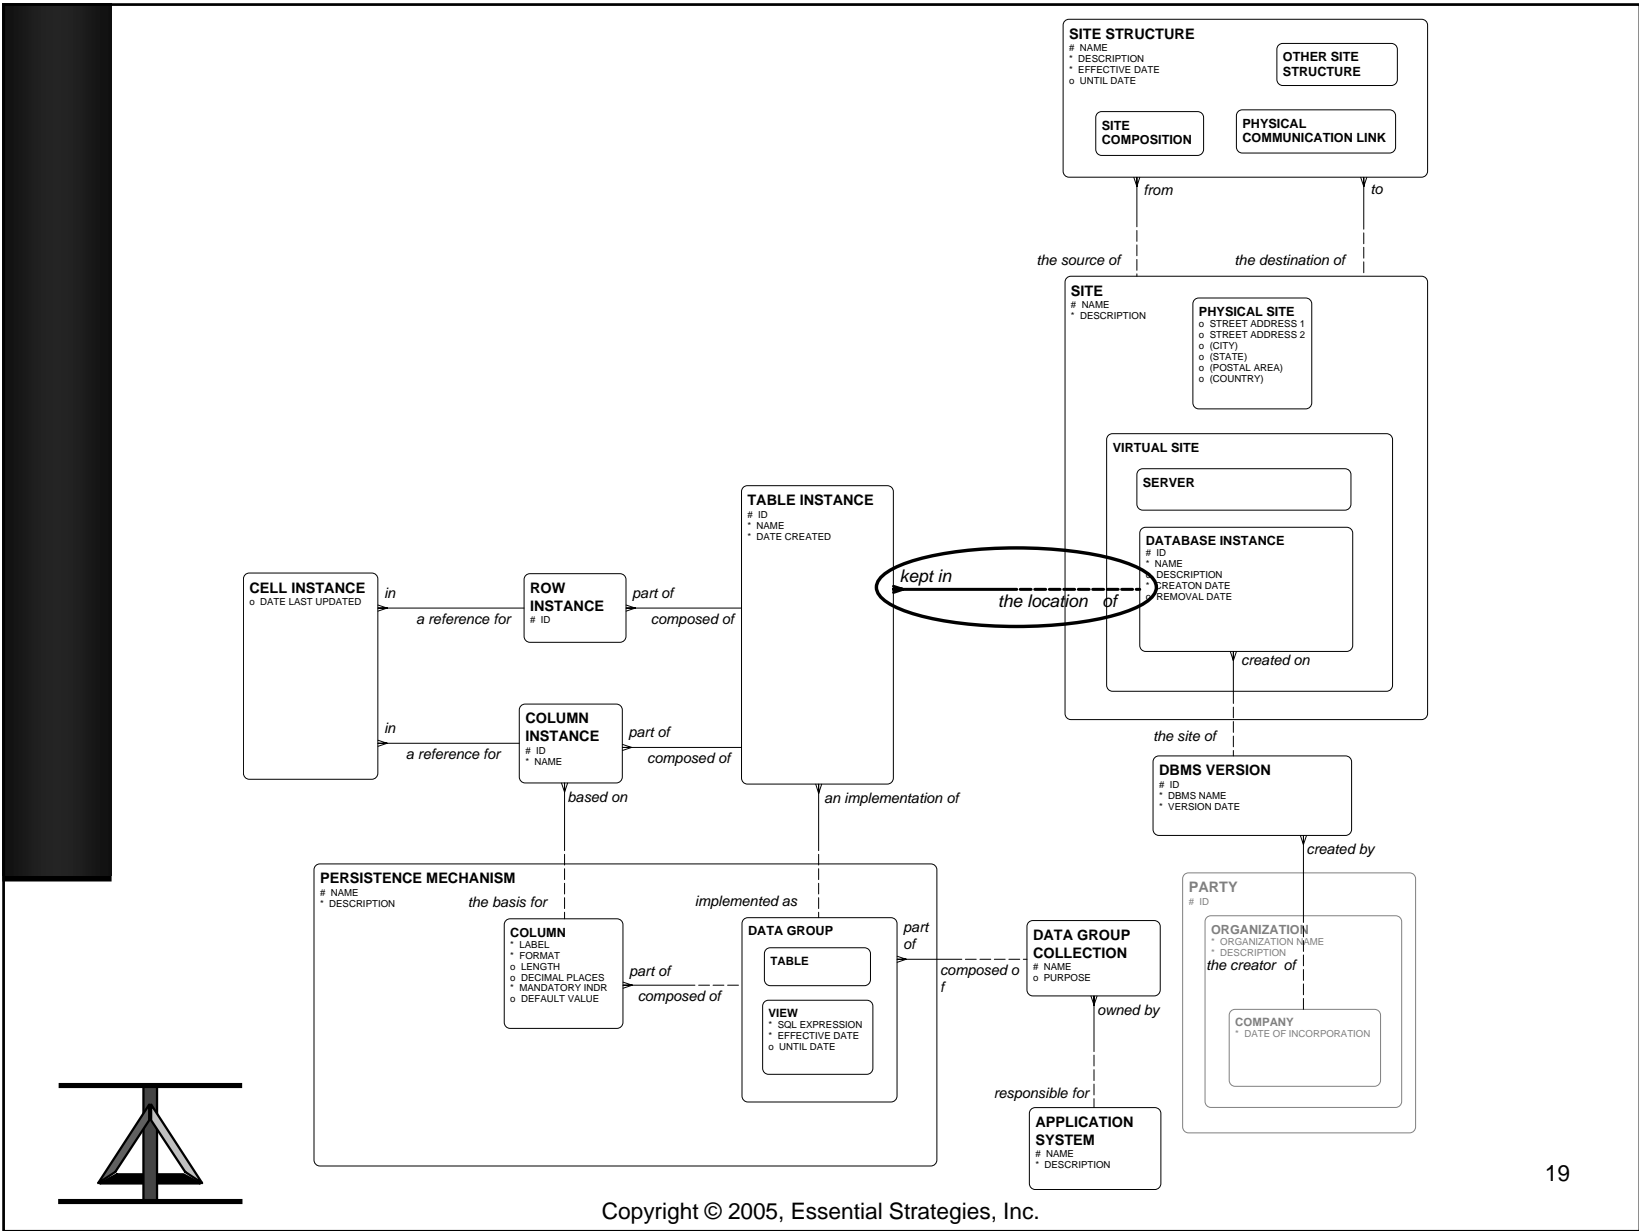 SITE STRUCTURE
# NAME
* DESCRIPTION
* EFFECTIVE DATE
o UNTIL DATE
OTHER SITE
STRUCTURE
SITE
COMPOSITION
PHYSICAL
COMMUNICATION LINK
from
to
the source of
the destination of
SITE
# NAME
* DESCRIPTION
PHYSICAL SITE
o STREET ADDRESS 1
o STREET ADDRESS 2
o (CITY)
o (STATE)
o (POSTAL AREA)
o (COUNTRY)
VIRTUAL SITE
SERVER
DATABASE INSTANCE
# ID
* NAME
o DESCRIPTION
* CREATON DATE
o REMOVAL DATE
created on
the site of
TABLE INSTANCE
# ID
* NAME
* DATE CREATED
kept in
the location of
CELL INSTANCE
o DATE LAST UPDATED
in
a reference for
ROW
INSTANCE
# ID
part of
composed of
in
a reference for
COLUMN
INSTANCE
# ID
* NAME
part of
composed of
based on
an implementation of
DBMS VERSION
# ID
* DBMS NAME
* VERSION DATE
created by
PERSISTENCE MECHANISM
# NAME
* DESCRIPTION
the basis for
implemented as
COLUMN
* LABEL
* FORMAT
o LENGTH
o DECIMAL PLACES
* MANDATORY INDR
o DEFAULT VALUE
part of
composed of
DATA GROUP
TABLE
VIEW
* SQL EXPRESSION
* EFFECTIVE DATE
o UNTIL DATE
part
of
composed o
f
DATA GROUP
COLLECTION
# NAME
o PURPOSE
owned by
responsible for
APPLICATION
SYSTEM
# NAME
* DESCRIPTION
PARTY
# ID
ORGANIZATION
* ORGANIZATION NAME
* DESCRIPTION
the creator of
COMPANY
* DATE OF INCORPORATION
19
Copyright © 2005, Essential Strategies, Inc.